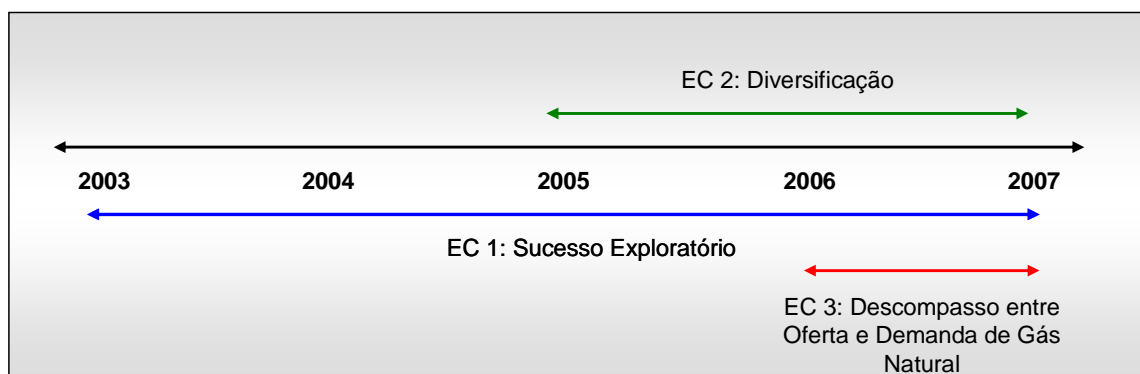 EC 2: Diversificação
2003 2004 2005 2006 2007
EC 1: Sucesso Exploratório
EC 3: Descompasso entre
Oferta e Demanda de Gás
Natural